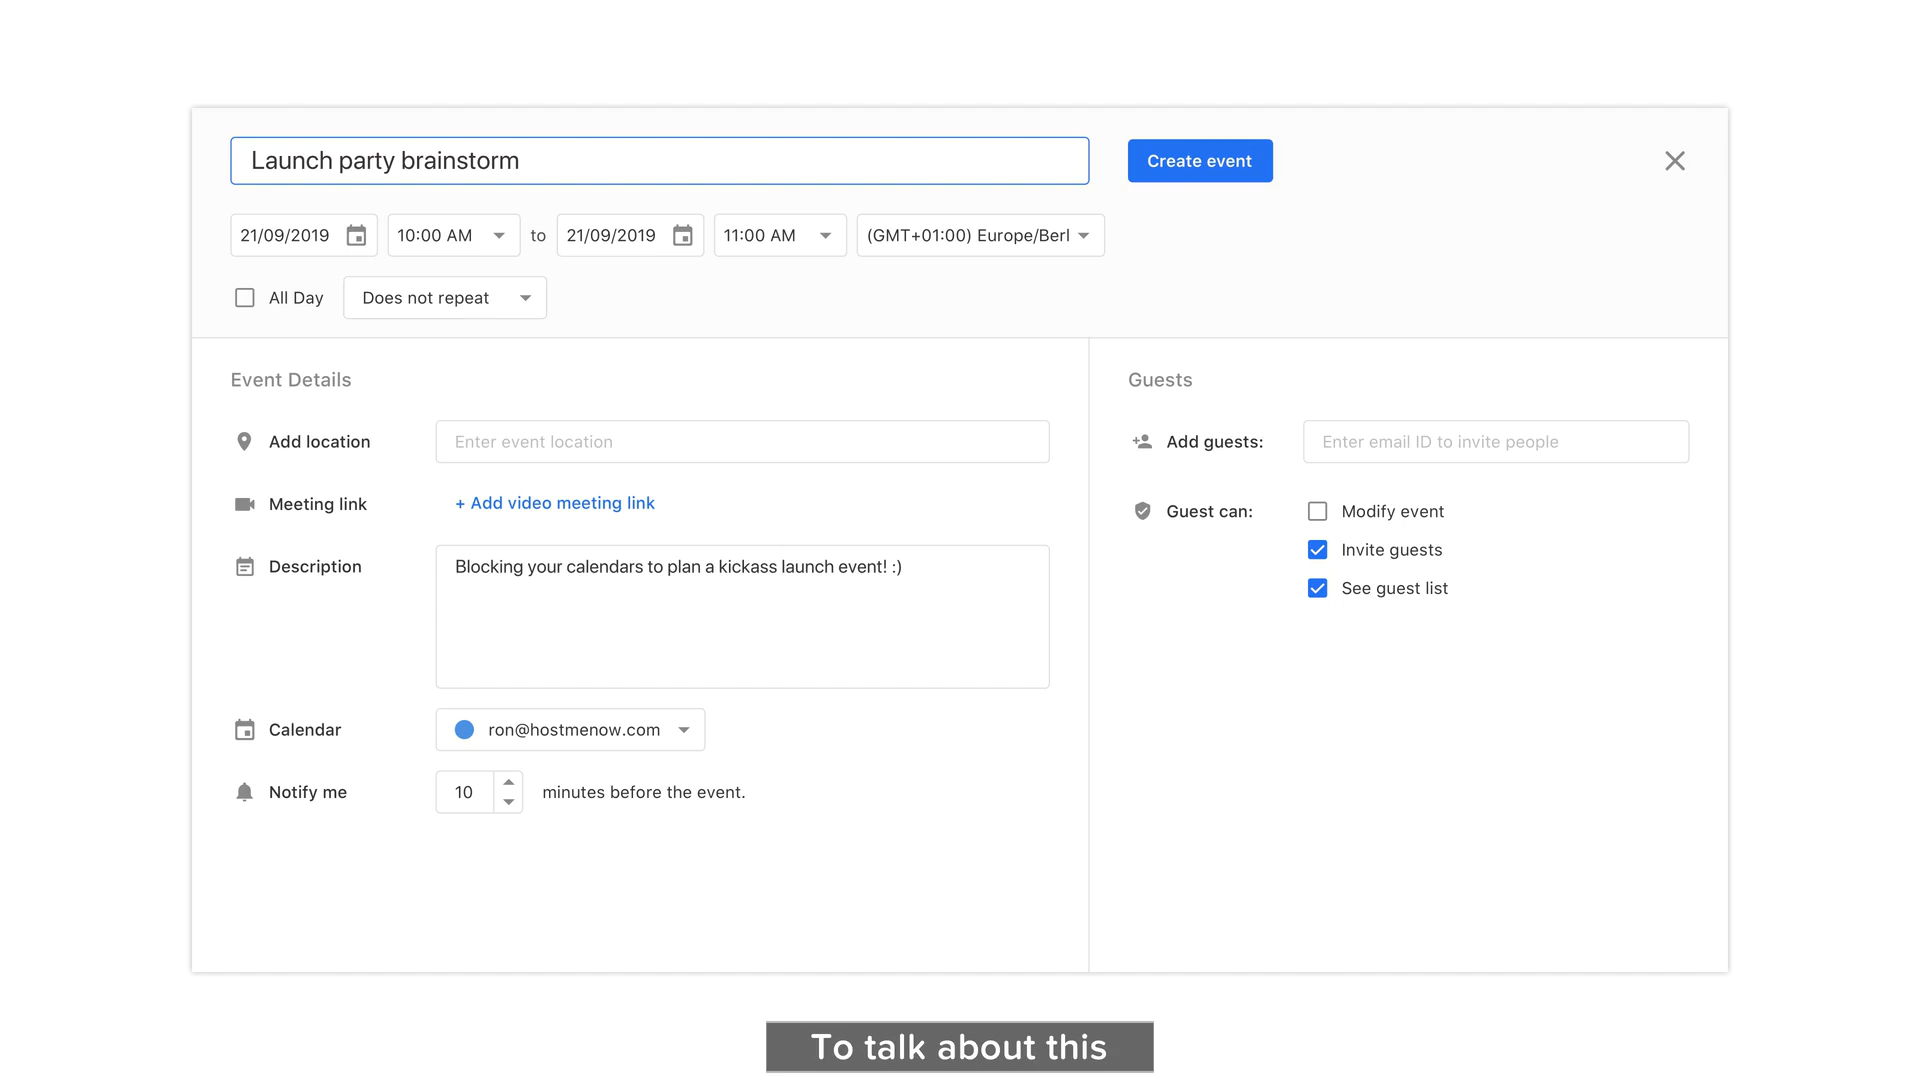 Launch party brainstorm
Create event
21/09/2019 10:00 AM to 21/09/2019 11:00 AM (GMT+01:00) Europe/Berl
All Day Does not repeat
Event Details
Add location Enter event location
Meeting link + Add video meeting link
Description Blocking your calendars to plan a kickass launch event! :)
Calendar ron@hostmenow.com
Notify me 10 minutes before the event.
Guests
Add guests: Enter email ID to invite people
Guest can: Modify event
Invite guests
See guest list
To talk about this